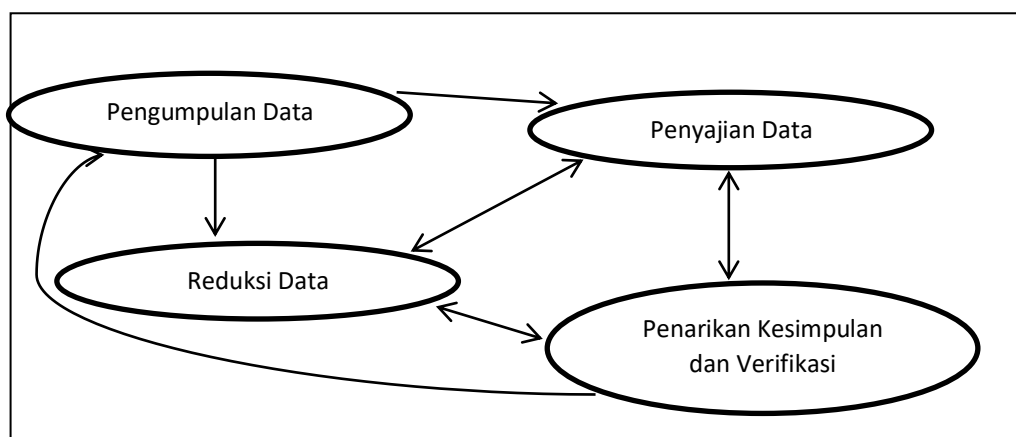 Pengumpulan Data
Penyajian Data
Reduksi Data
Penarikan Kesimpulan
dan Verifikasi